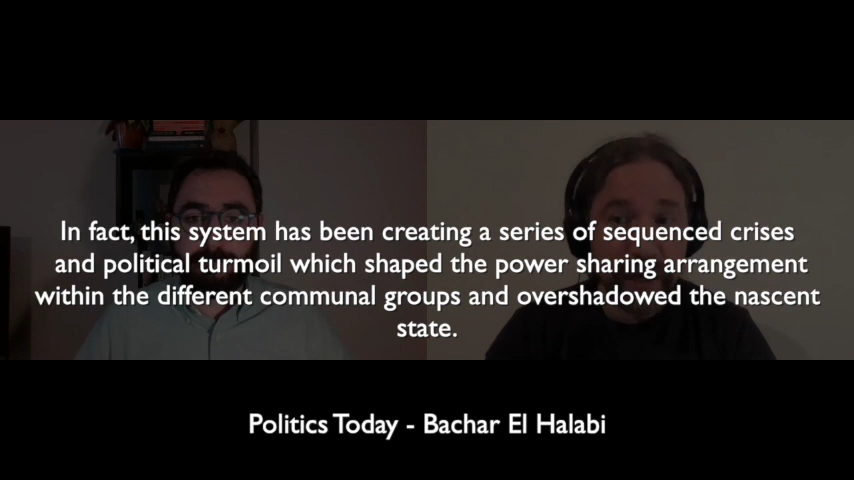 In fact, this system has been creating a series of sequenced crises
and political turmoil which shaped the power sharing arrangement
within the different communal groups and overshadowed the nascent
state.
Politics Today - Bachar El Halabi